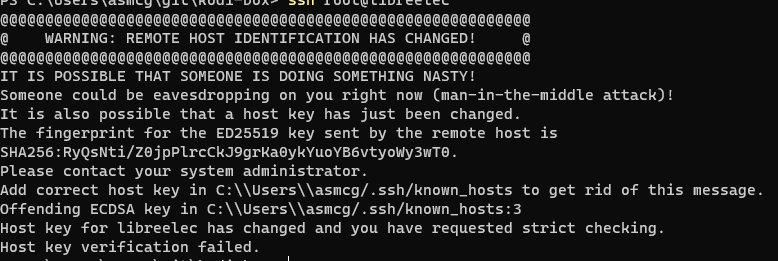 PS C:\Users\asmcg\git\Kodi-box> ssh root@libreelec
@@@@@@@@@@@@@@@@@@@@@@@@@@@@@@@@@@@@@@@@@@@@@@@@@@@@@@@@@@@
@    WARNING: REMOTE HOST IDENTIFICATION HAS CHANGED!     @
@@@@@@@@@@@@@@@@@@@@@@@@@@@@@@@@@@@@@@@@@@@@@@@@@@@@@@@@@@@
IT IS POSSIBLE THAT SOMEONE IS DOING SOMETHING NASTY!
Someone could be eavesdropping on you right now (man-in-the-middle attack)!
It is also possible that a host key has just been changed.
The fingerprint for the ED25519 key sent by the remote host is
SHA256:RyQsNti/Z0jpPlrcCkJ9grKa0ykYuoYB6vtyoWy3wT0.
Please contact your system administrator.
Add correct host key in C:\\Users\\asmcg/.ssh/known_hosts to get rid of this message.
Offending ECDSA key in C:\\Users\\asmcg/.ssh/known_hosts:3
Host key for libreelec has changed and you have requested strict checking.
Host key verification failed.